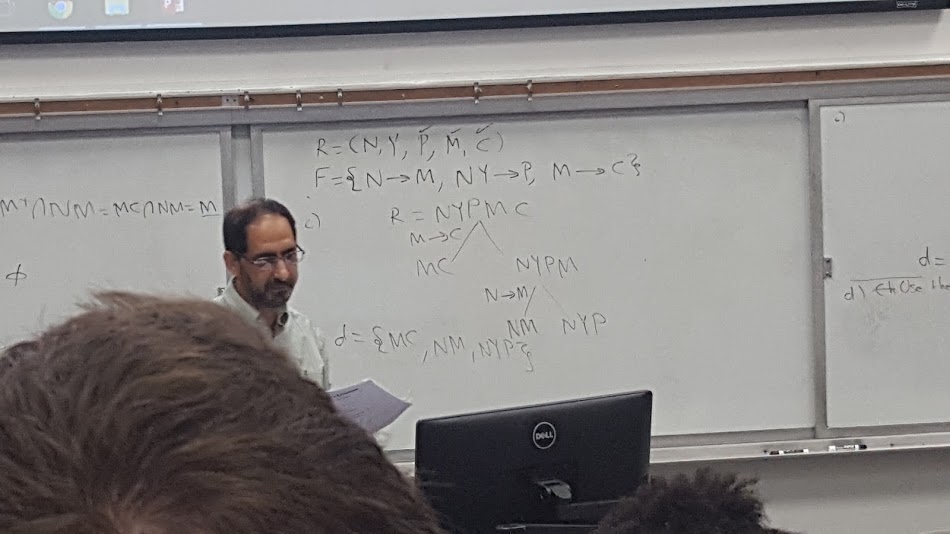 M⁺∩NM=MC∩NM=M
ϕ
R=(N,Y,P,M,C)
F={N→M, NY→P, M→C}
c)
R=NYPMC
M→C
MC NYPM
N→M
NM NYP
d={MC,NM,NYP}
c)
d=
d)
DELL